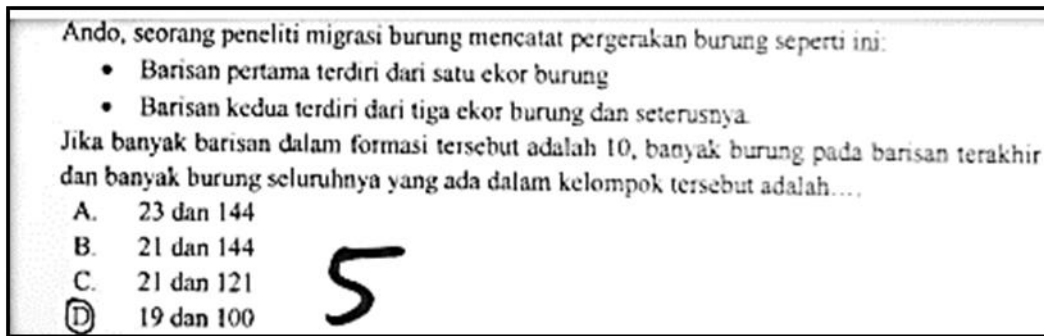 Ando, seorang peneliti migrasi burung mencatat pergerakan burung seperti ini:
• Barisan pertama terdiri dari satu ekor burung
• Barisan kedua terdiri dari tiga ekor burung dan seterusnya.
Jika banyak barisan dalam formasi tersebut adalah 10, banyak burung pada barisan terakhir
dan banyak burung seluruhnya yang ada dalam kelompok tersebut adalah....
A. 23 dan 144
B. 21 dan 144
C. 21 dan 121
D 19 dan 100
5